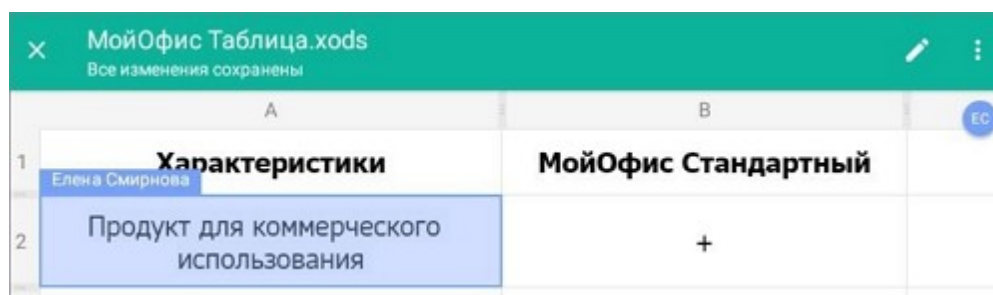 МойОфис Таблица.xods
Все изменения сохранены
A
B
EC
1
Характеристики
МойОфис Стандартный
Елена Смирнова
2
Продукт для коммерческого
использования
+